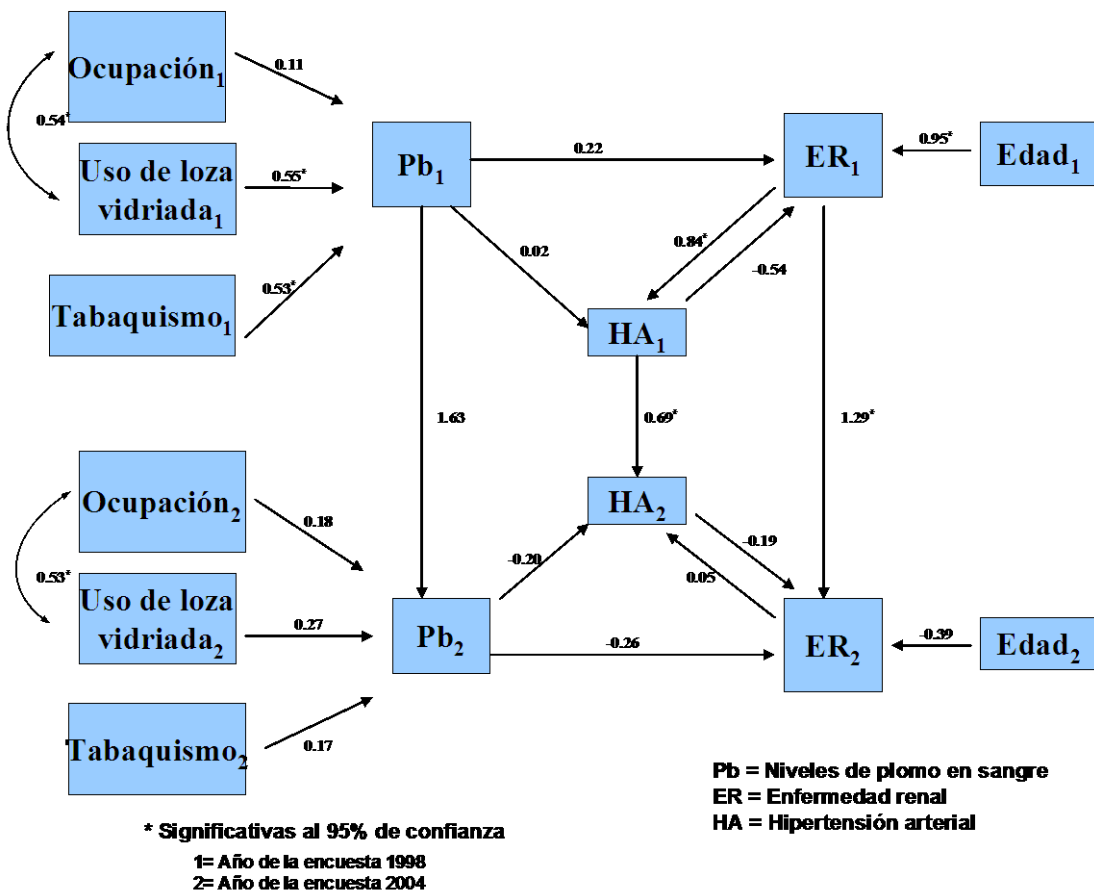 Ocupación1
0.11
0.54*
Uso de loza
vidriada1
0.55*
Tabaquismo1
0.53*
Pb1
0.22
ER1
0.95*
Edad1
0.02
0.84*
-0.54
HA1
1.63
0.69*
1.29*
Ocupación2
0.18
0.53*
Uso de loza
vidriada2
0.27
Tabaquismo2
0.17
HA2
-0.20
-0.19
0.05
Pb2
-0.26
ER2
-0.39
Edad2
Pb = Niveles de plomo en sangre
ER = Enfermedad renal
HA = Hipertensión arterial
* Significativas al 95% de confianza
1= Año de la encuesta 1998
2= Año de la encuesta 2004